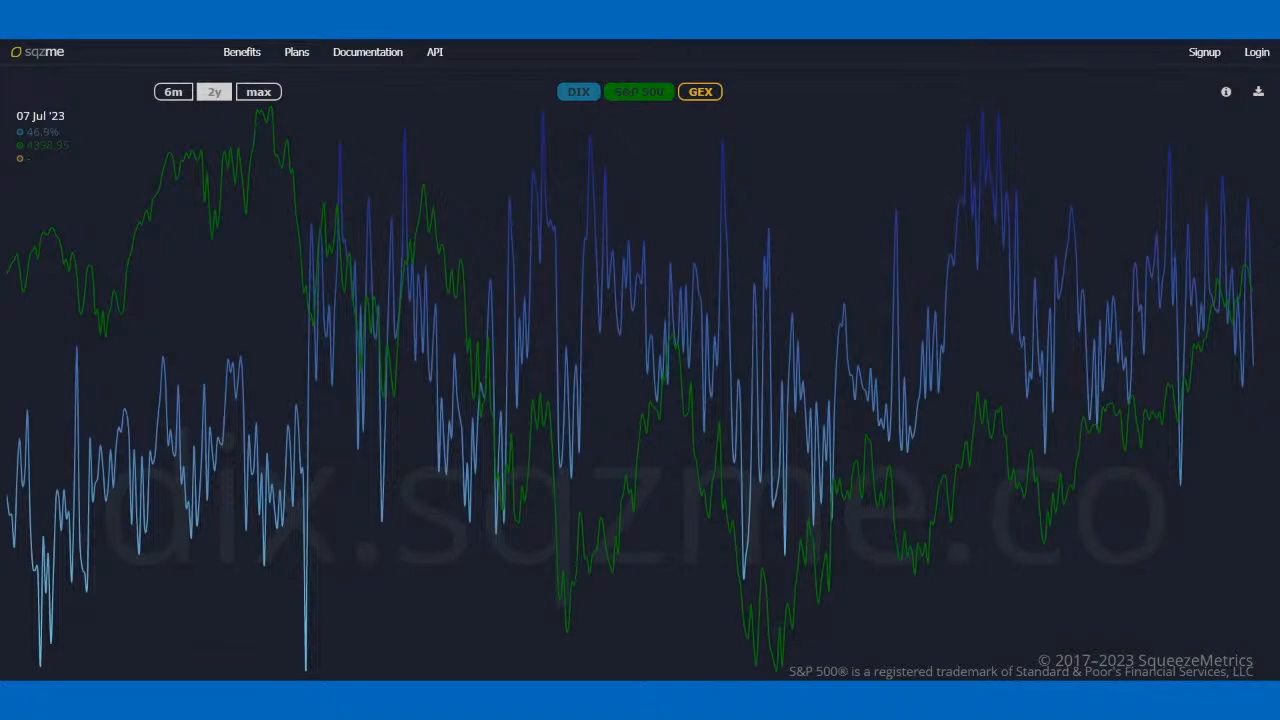 sqzme Benefits Plans Documentation API Signup Login
6m 2y max DIX S&P 500 GEX
07 Jul '23
46.9%
4398.95
-
dix.sqzme.co
© 2017–2023 SqueezeMetrics
S&P 500® is a registered trademark of Standard & Poor's Financial Services, LLC